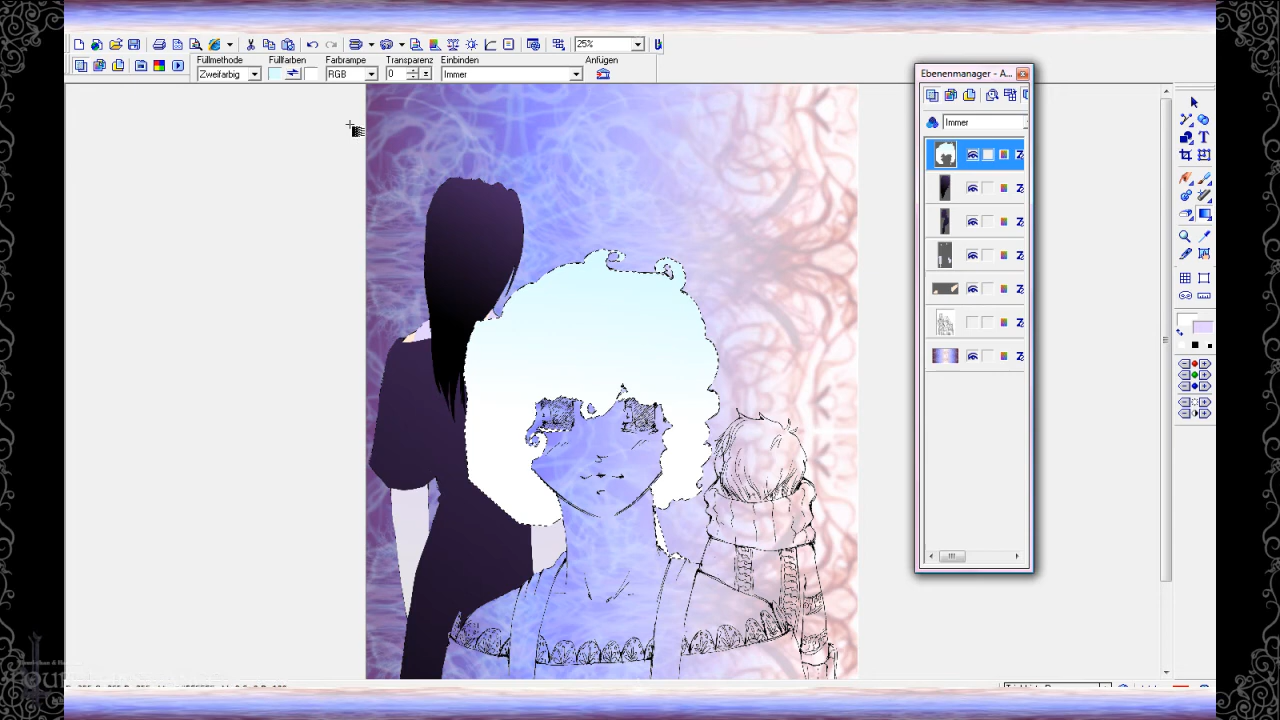 25%
Füllmethode Füllfarben Farbrampe Transparenz Einbinden Anfügen
Zweifarbig RGB 0 Immer
Ebenenmanager - A...
Immer